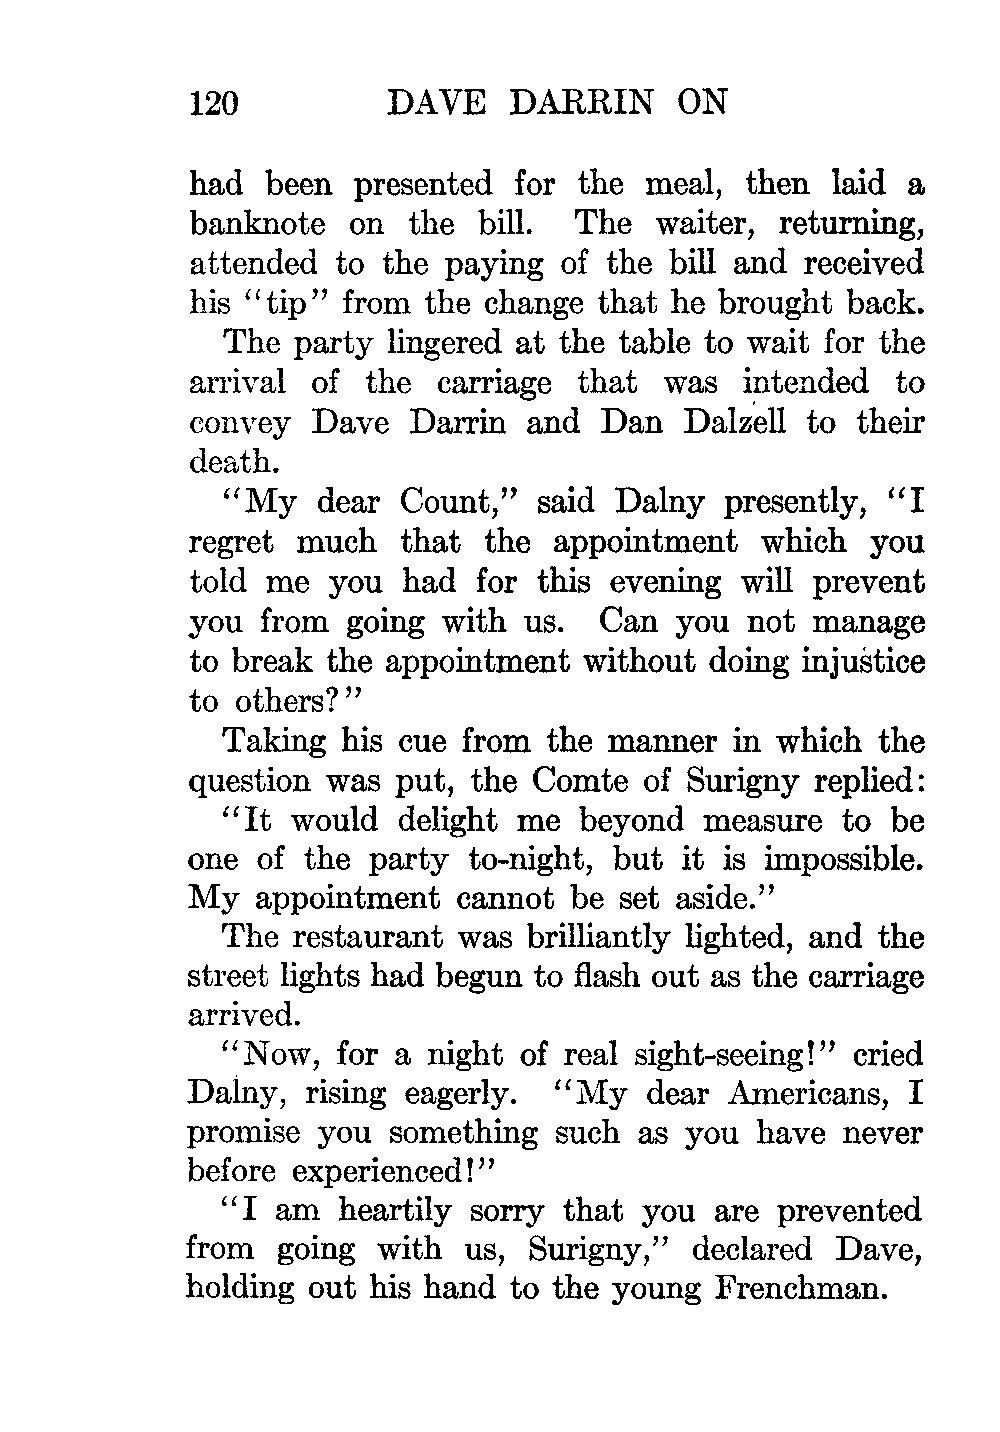 120 DAVE DARRIN ON
had been presented for the meal, then laid a
banknote on the bill. The waiter, returning,
attended to the paying of the bill and received
his "tip" from the change that he brought back.
The party lingered at the table to wait for the
arrival of the carriage that was intended to
convey Dave Darrin and Dan Dalzell to their
death.
"My dear Count," said Dalny presently, "I
regret much that the appointment which you
told me you had for this evening will prevent
you from going with us. Can you not manage
to break the appointment without doing injustice
to others?"
Taking his cue from the manner in which the
question was put, the Comte of Surigny replied:
"It would delight me beyond measure to be
one of the party to-night, but it is impossible.
My appointment cannot be set aside."
The restaurant was brilliantly lighted, and the
street lights had begun to flash out as the carriage
arrived.
"Now, for a night of real sight-seeing!" cried
Dalny, rising eagerly. "My dear Americans, I
promise you something such as you have never
before experienced!"
"I am heartily sorry that you are prevented
from going with us, Surigny," declared Dave,
holding out his hand to the young Frenchman.